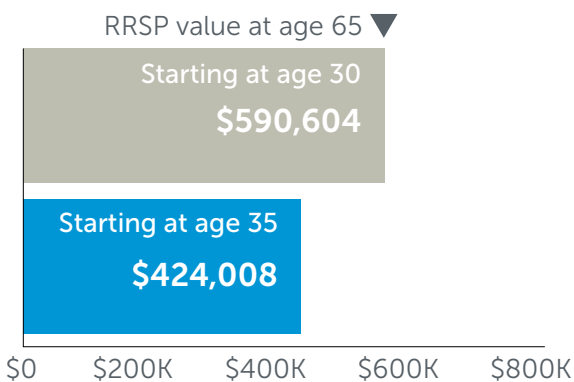 RRSP value at age 65
Starting at age 30
$590,604
Starting at age 35
$424,008
$0 $200K $400K $600K $800K